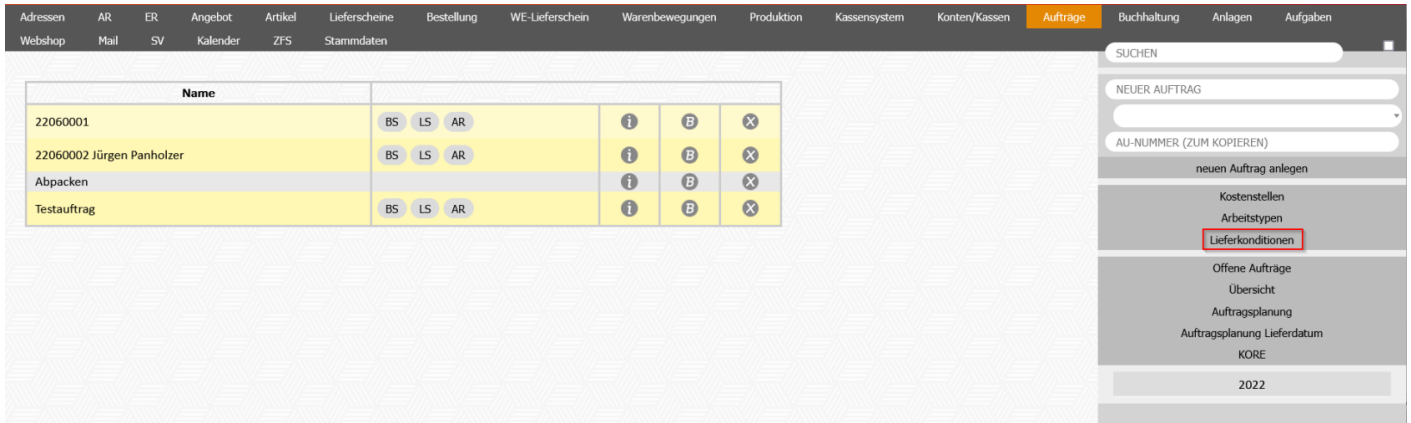 Adressen AR ER Angebot Artikel Lieferscheine Bestellung WE-Lieferschein Warenbewegungen Produktion Kassensystem Konten/Kassen Aufträge Buchhaltung Anlagen Aufgaben
Webshop Mail SV Kalender ZFS Stammdaten
Name
22060001 BS LS AR i B X
22060002 Jürgen Panholzer BS LS AR i B X
Abpacken i B X
Testauftrag BS LS AR i B X
SUCHEN
NEUER AUFTRAG
AU-NUMMER (ZUM KOPIEREN)
neuen Auftrag anlegen
Kostenstellen
Arbeitstypen
Lieferkonditionen
Offene Aufträge
Übersicht
Auftragsplanung
Auftragsplanung Lieferdatum
KORE
2022